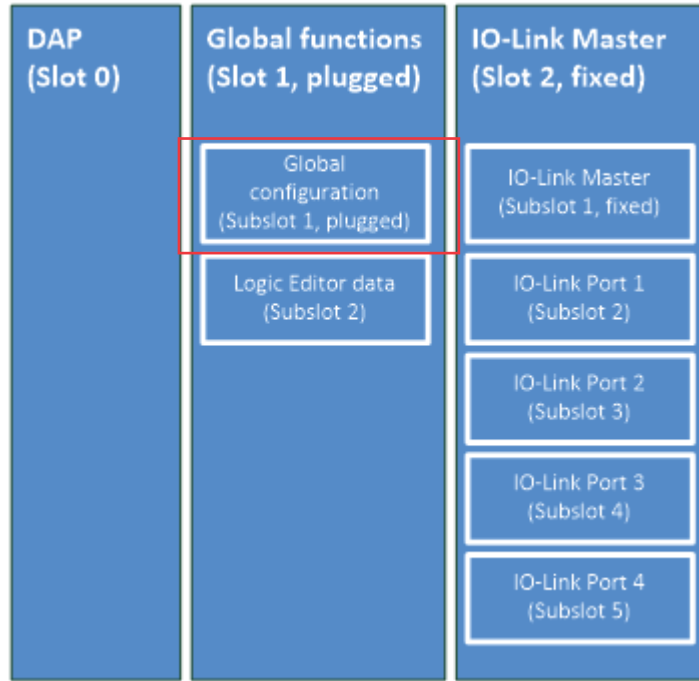 DAP
(Slot 0)
Global functions
(Slot 1, plugged)
Global
configuration
(Subslot 1, plugged)
Logic Editor data
(Subslot 2)
IO-Link Master
(Slot 2, fixed)
IO-Link Master
(Subslot 1, fixed)
IO-Link Port 1
(Subslot 2)
IO-Link Port 2
(Subslot 3)
IO-Link Port 3
(Subslot 4)
IO-Link Port 4
(Subslot 5)